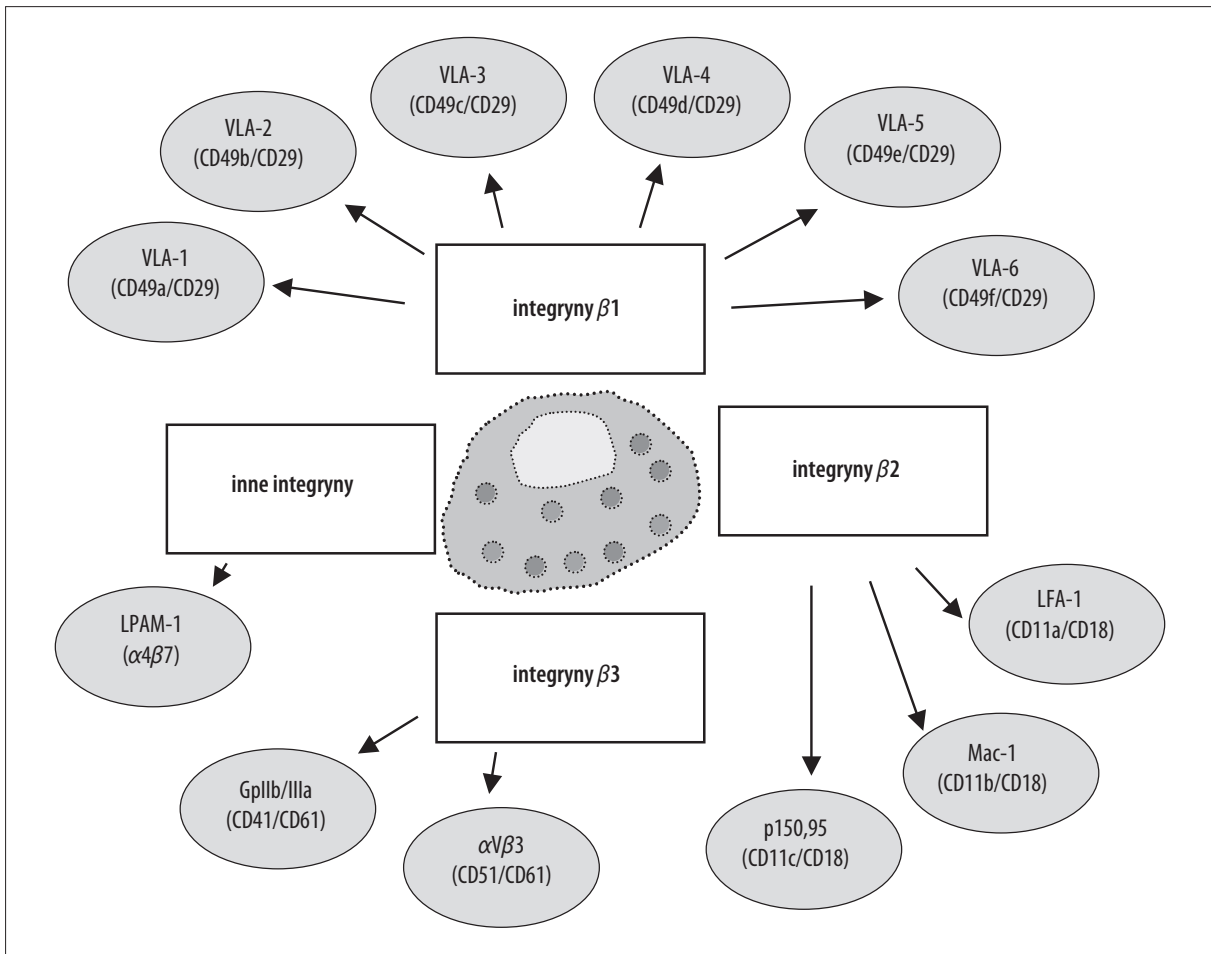 VLA-3
(CD49c/CD29)
VLA-4
(CD49d/CD29)
VLA-2
(CD49b/CD29)
VLA-5
(CD49e/CD29)
VLA-1
(CD49a/CD29)
VLA-6
(CD49f/CD29)
integryny β1
inne integryny
integryny β2
LPAM-1
(α4β7)
integryny β3
LFA-1
(CD11a/CD18)
GpIIb/IIIa
(CD41/CD61)
αVβ3
(CD51/CD61)
p150,95
(CD11c/CD18)
Mac-1
(CD11b/CD18)